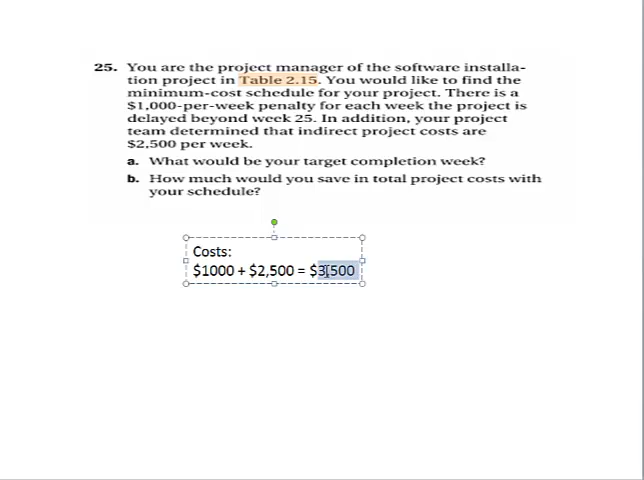 25. You are the project manager of the software installa-
tion project in Table 2.15. You would like to find the
minimum-cost schedule for your project. There is a
$1,000-per-week penalty for each week the project is
delayed beyond week 25. In addition, your project
team determined that indirect project costs are
$2,500 per week.
a. What would be your target completion week?
b. How much would you save in total project costs with
your schedule?
Costs:
$1000 + $2,500 = $3,500